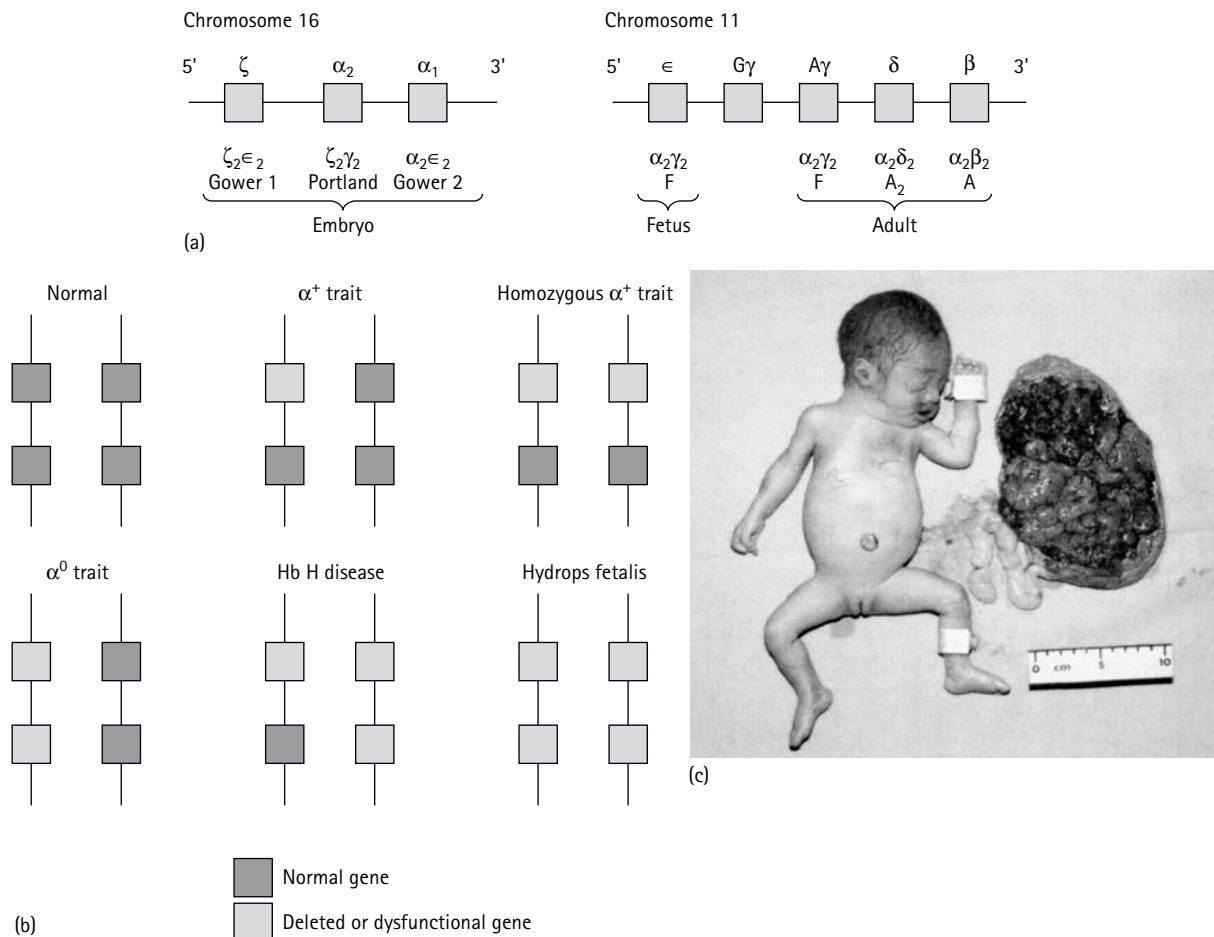 Chromosome 16
5' ζ α2 α1 3'
ζ2∈2 ζ2γ2 α2∈2
Gower 1 Portland Gower 2
Embryo
(a)
Chromosome 11
5' ∈ Gγ Aγ δ β 3'
α2γ2 α2γ2 α2δ2 α2β2
F F A2 A
Fetus Adult
Normal α+ trait Homozygous α+ trait
α0 trait Hb H disease Hydrops fetalis
Normal gene
Deleted or dysfunctional gene
(b)
0 cm 5 10
(c)